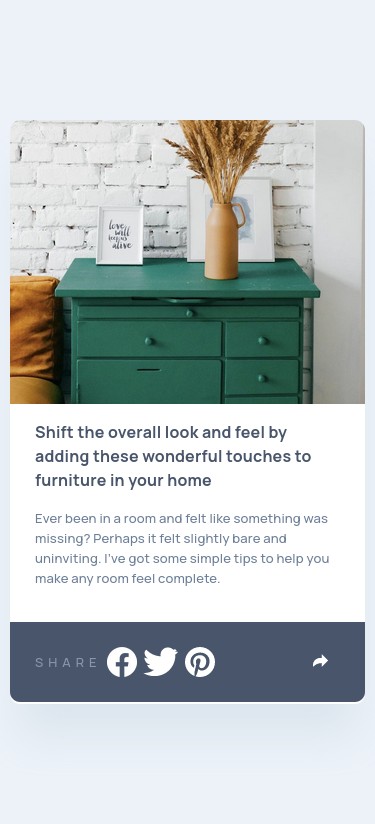 love
will
keep us
alive
Shift the overall look and feel by
adding these wonderful touches to
furniture in your home
Ever been in a room and felt like something was
missing? Perhaps it felt slightly bare and
uninviting. I've got some simple tips to help you
make any room feel complete.
SHARE